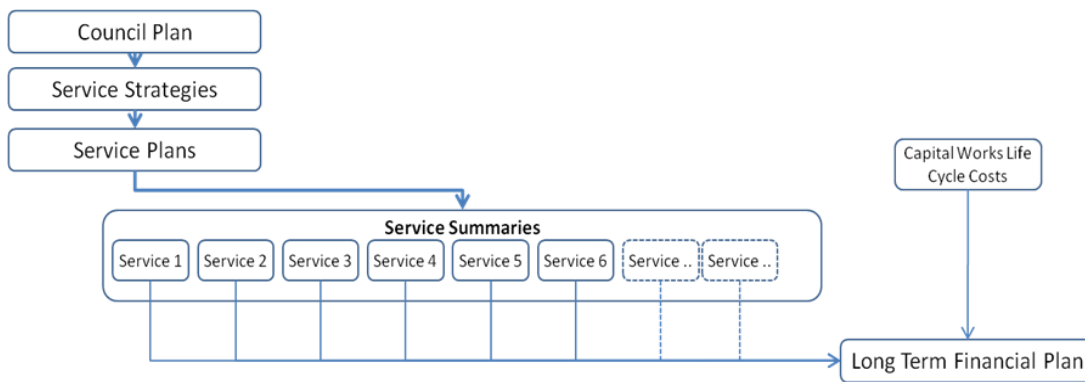 Council Plan
Service Strategies
Service Plans
Capital Works Life
Cycle Costs
Service Summaries
Service 1
Service 2
Service 3
Service 4
Service 5
Service 6
Service ..
Service ..
Long Term Financial Plan